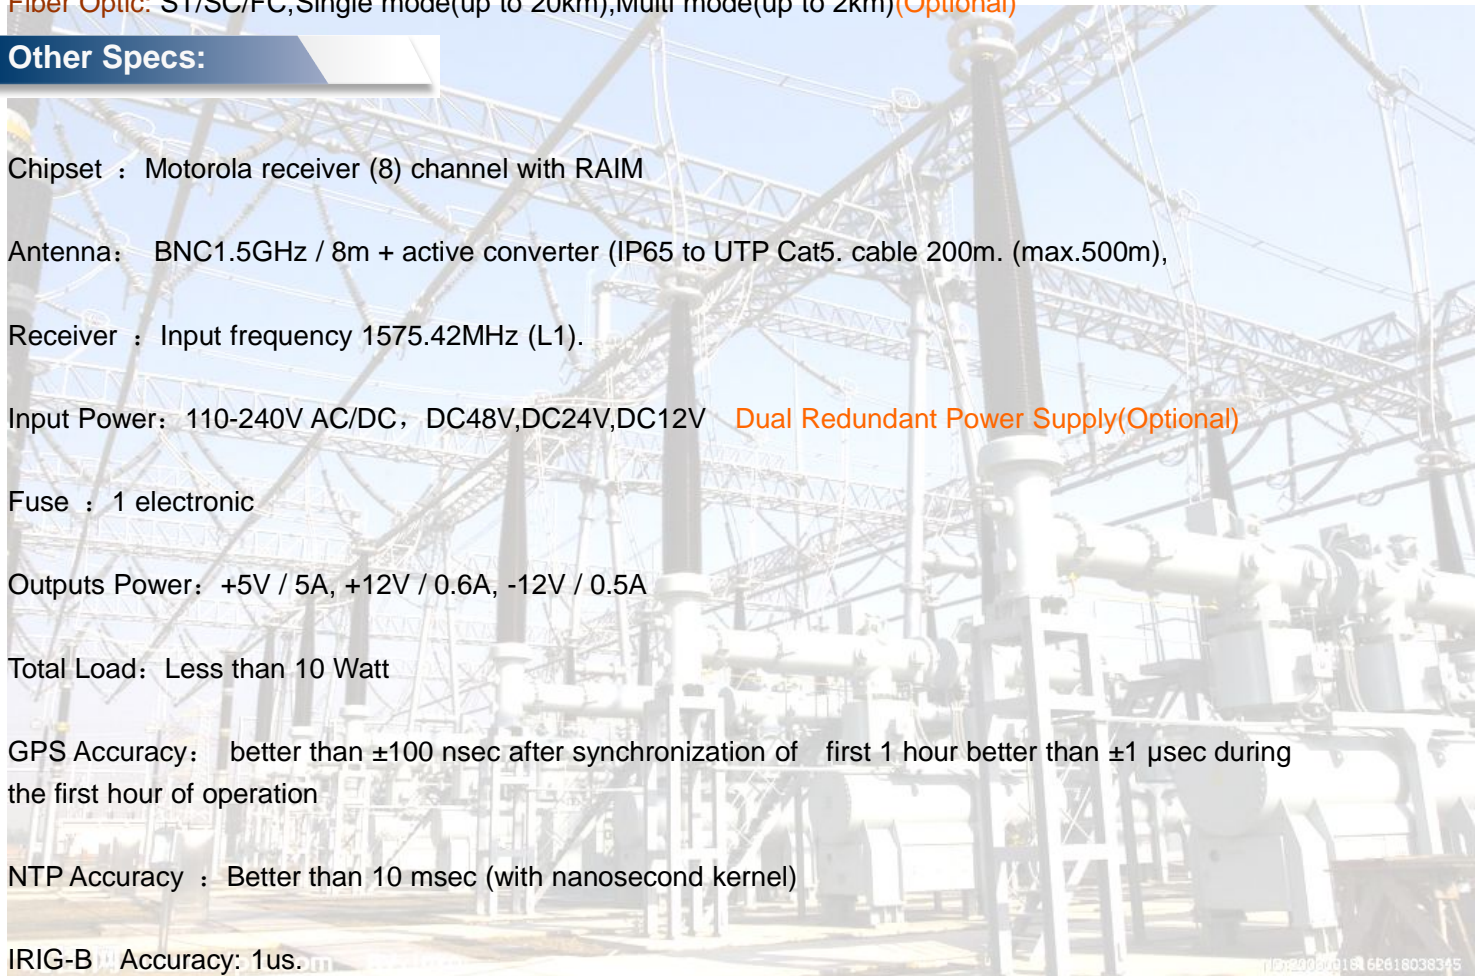 Fiber Optic: ST/SC/FC,Single mode(up to 20km),Multi mode(up to 2km)(Optional)
Other Specs:
Chipset ：Motorola receiver (8) channel with RAIM
Antenna： BNC1.5GHz / 8m + active converter (IP65 to UTP Cat5. cable 200m. (max.500m),
Receiver ：Input frequency 1575.42MHz (L1).
Input Power：110-240V AC/DC，DC48V,DC24V,DC12V Dual Redundant Power Supply(Optional)
Fuse ：1 electronic
Outputs Power：+5V / 5A, +12V / 0.6A, -12V / 0.5A
Total Load：Less than 10 Watt
GPS Accuracy： better than ±100 nsec after synchronization of first 1 hour better than ±1 μsec during
the first hour of operation
NTP Accuracy ：Better than 10 msec (with nanosecond kernel)
IRIG-B Accuracy: 1us.